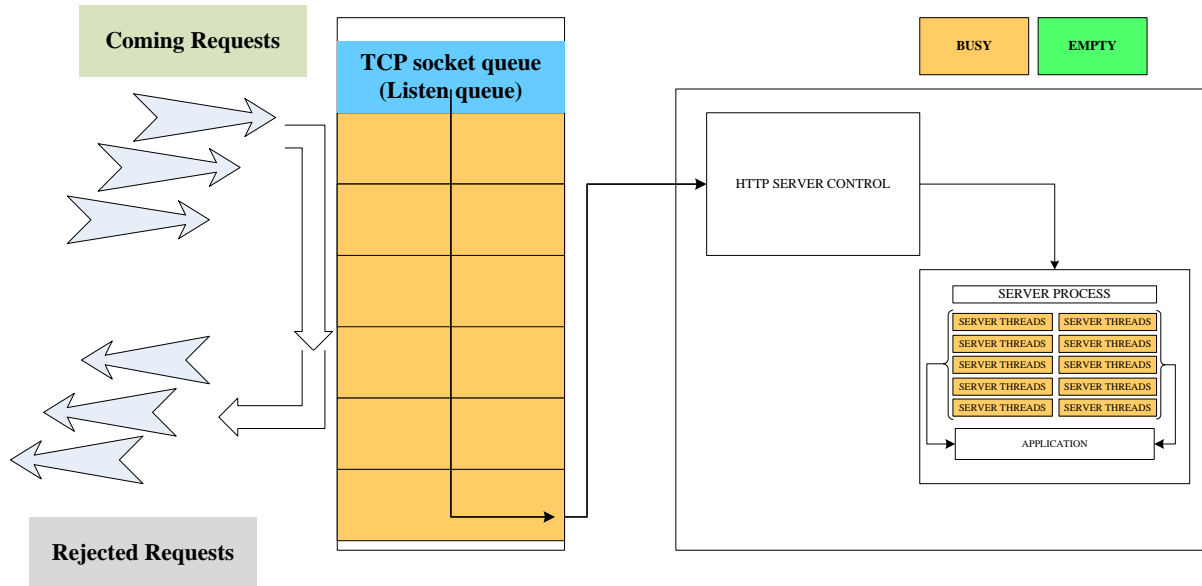 Coming Requests
TCP socket queue
(Listen queue)
BUSY
EMPTY
HTTP SERVER CONTROL
SERVER PROCESS
SERVER THREADS
SERVER THREADS
SERVER THREADS
SERVER THREADS
SERVER THREADS
SERVER THREADS
SERVER THREADS
SERVER THREADS
SERVER THREADS
SERVER THREADS
APPLICATION
Rejected Requests